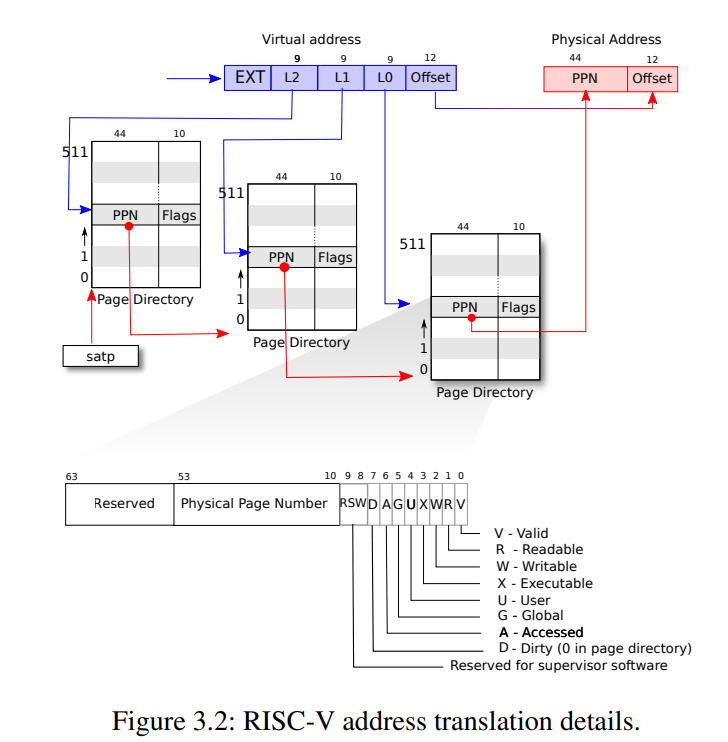 Virtual address
Physical Address
9 9 9 12
EXT L2 L1 L0 Offset
44 12
PPN Offset
44 10
511
PPN Flags
1
0
Page Directory
satp
44 10
511
PPN Flags
1
0
Page Directory
44 10
511
PPN Flags
1
0
Page Directory
63 53 10 9 8 7 6 5 4 3 2 1 0
Reserved Physical Page Number RSW D A G U X W R V
V - Valid
R - Readable
W - Writable
X - Executable
U - User
G - Global
A - Accessed
D - Dirty (0 in page directory)
Reserved for supervisor software
Figure 3.2: RISC-V address translation details.